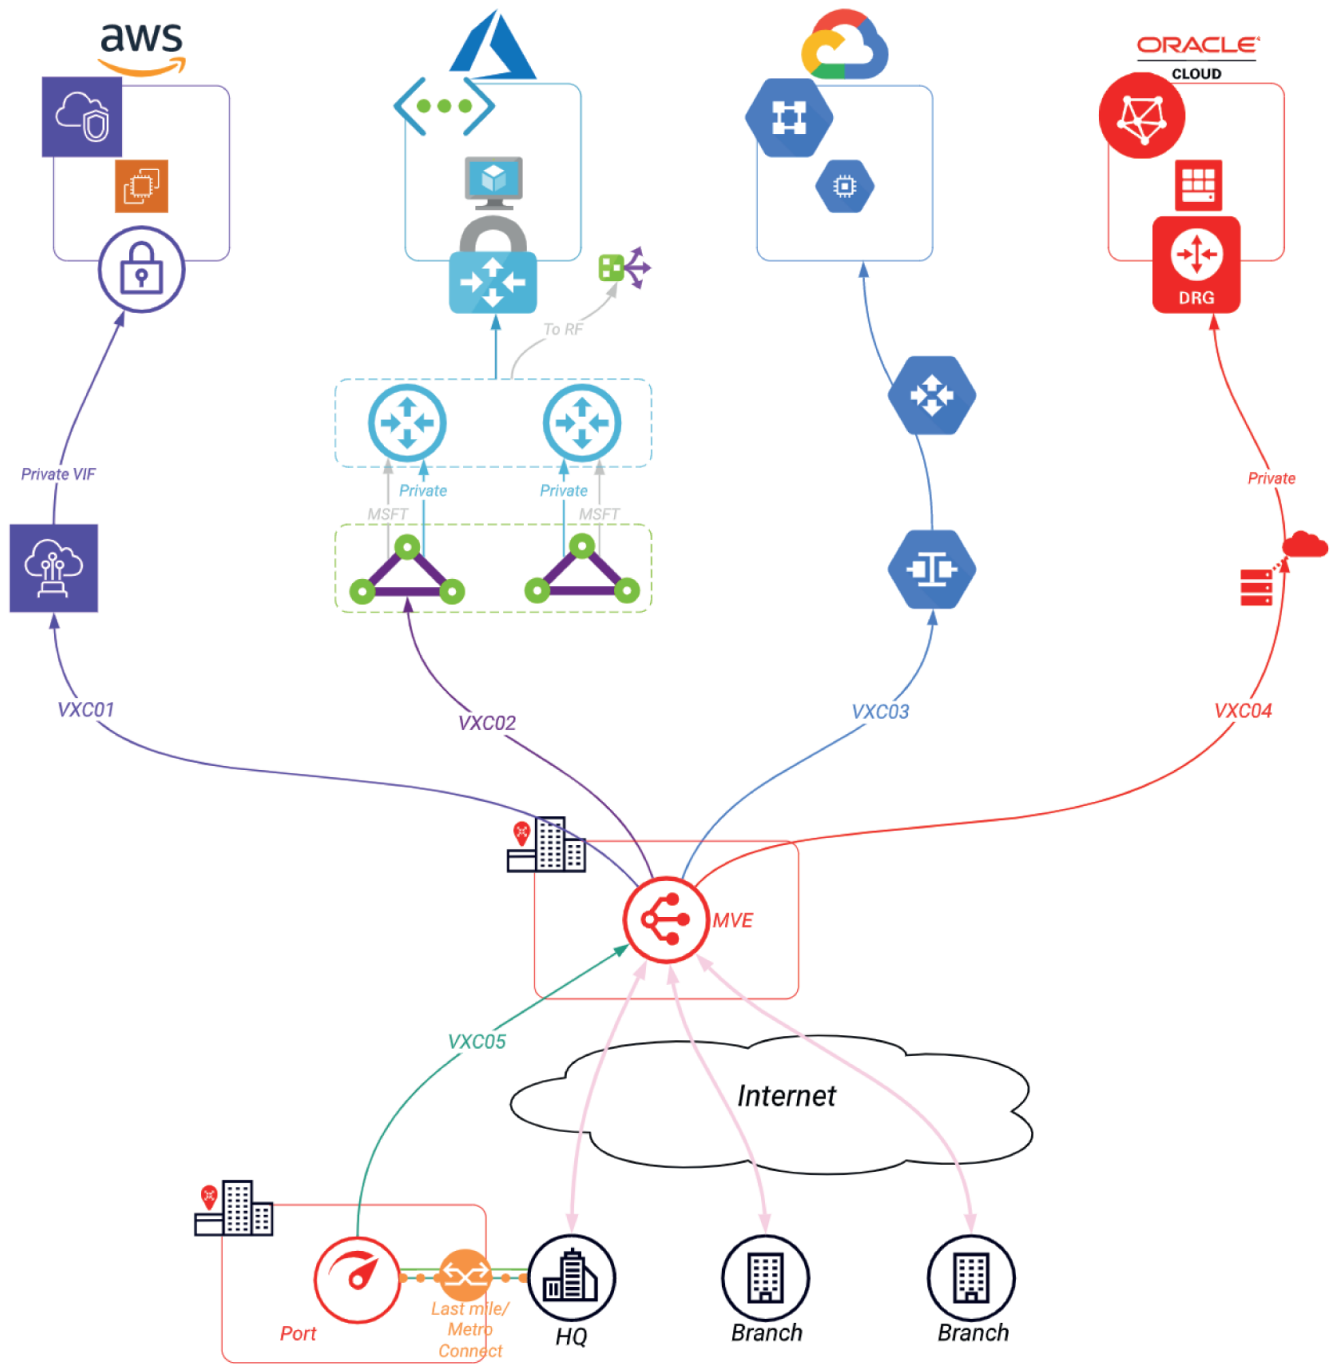 aws
ORACLE
CLOUD
DRG
To RF
Private VIF
Private
Private
Private
MSFT
MSFT
VXC01
VXC02
VXC03
VXC04
MVE
VXC05
Internet
Port
Last mile/
Metro
Connect
HQ
Branch
Branch